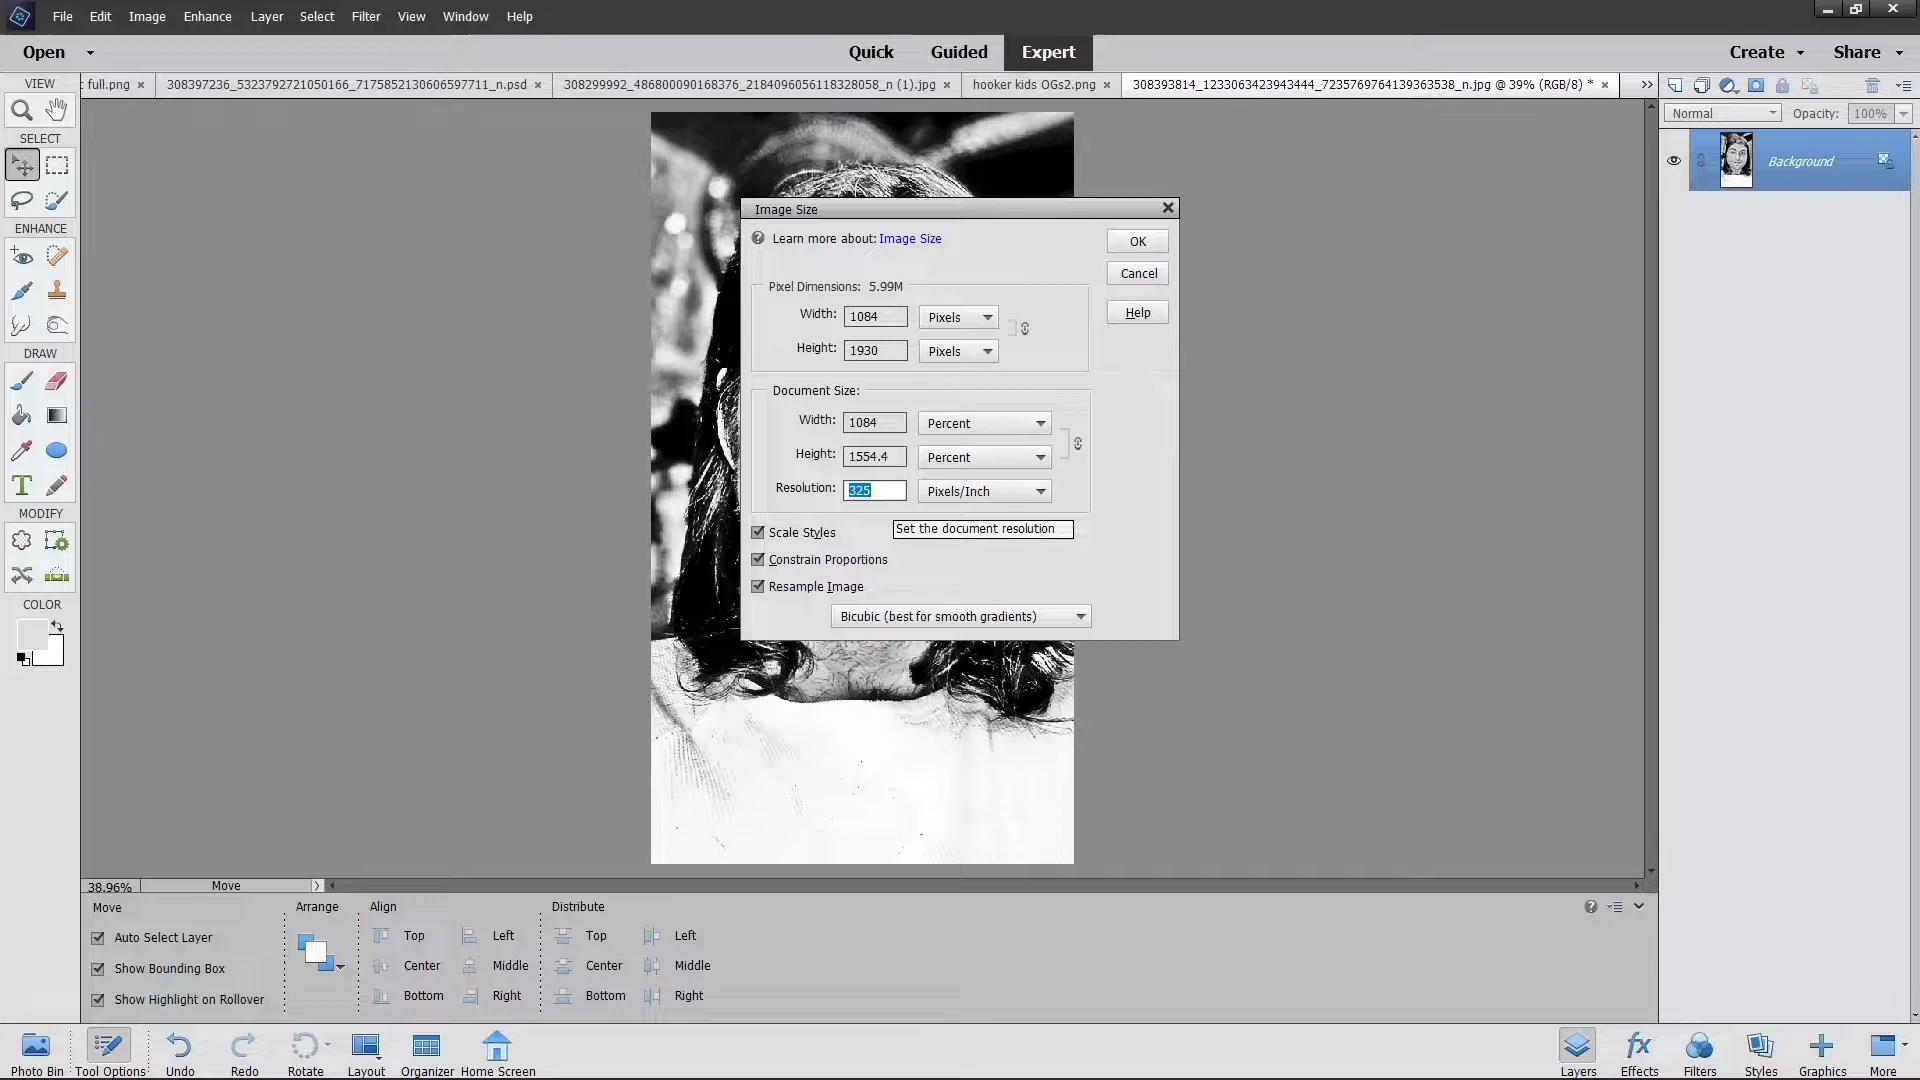 File Edit Image Enhance Layer Select Filter View Window Help
Open Quick Guided Expert Create Share
full.png 308397236_5323792721050166_7175852130606597711_n.psd 308299992_486800090168376_2184096056118328058_n (1).jpg hooker kids OGs2.png 308393814_1233063423943444_7235769764139363538_n.jpg @ 39% (RGB/8) *
VIEW
SELECT
ENHANCE
DRAW
MODIFY
COLOR
Normal Opacity: 100%
Background
Image Size
Learn more about: Image Size
OK
Cancel
Help
Pixel Dimensions: 5.99M
Width: 1084 Pixels
Height: 1930 Pixels
Document Size:
Width: 1084 Percent
Height: 1554.4 Percent
Resolution: 325 Pixels/Inch
Set the document resolution
Scale Styles
Constrain Proportions
Resample Image
Bicubic (best for smooth gradients)
38.96% Move
Move Arrange Align Distribute
Auto Select Layer Top Left Top Left
Show Bounding Box Center Middle Center Middle
Show Highlight on Rollover Bottom Right Bottom Right
Photo Bin Tool Options Undo Redo Rotate Layout Organizer Home Screen Layers Effects Filters Styles Graphics More